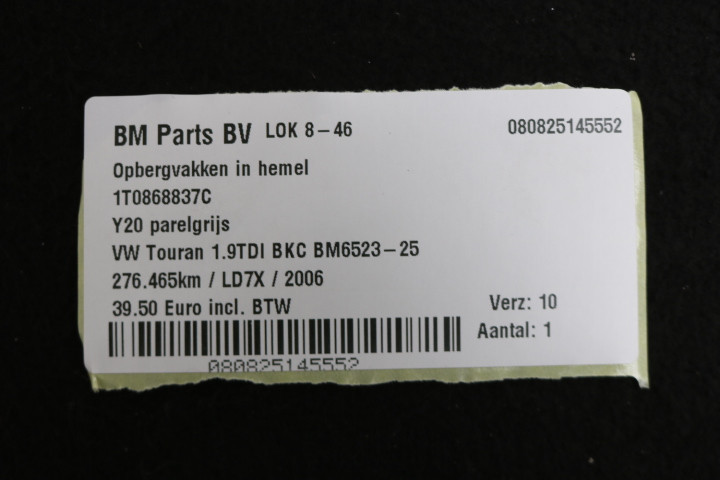 BM Parts BV LOK 8-46 080825145552
Opbergvakken in hemel
1T0868837C
Y20 parelgrijs
VW Touran 1.9TDI BKC BM6523-25
276.465km / LD7X / 2006
39.50 Euro incl. BTW Verz: 10
Aantal: 1
080825145552